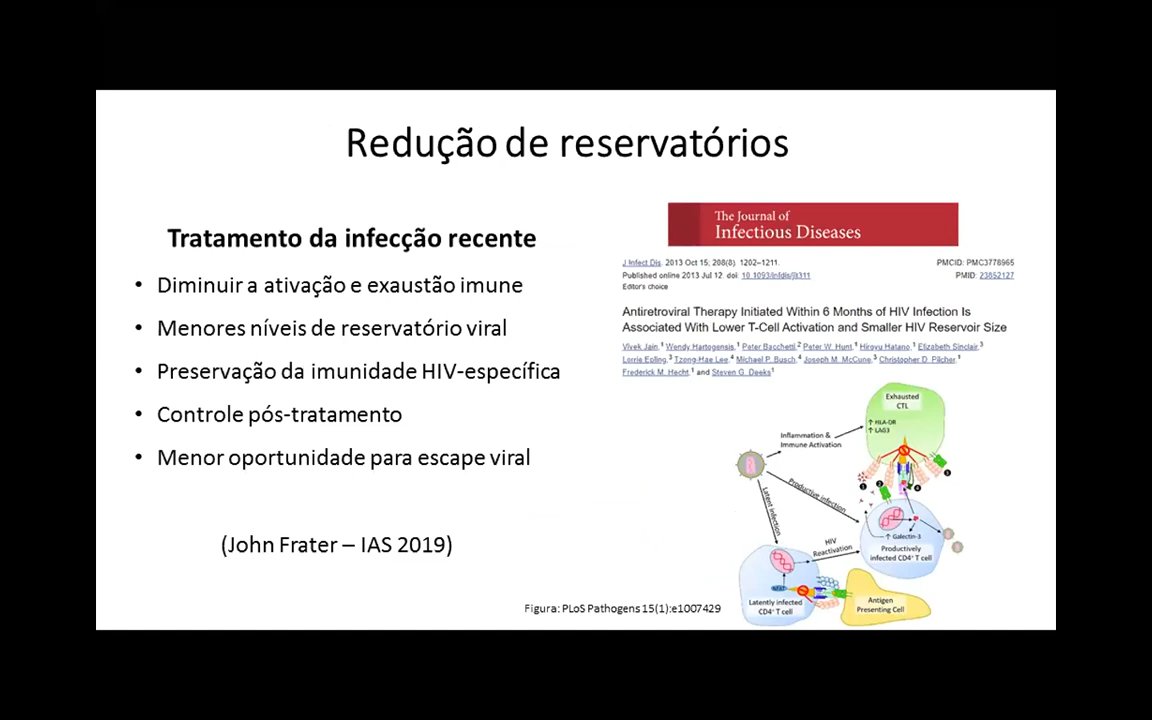 Redução de reservatórios
Tratamento da infecção recente
• Diminuir a ativação e exaustão imune
• Menores níveis de reservatório viral
• Preservação da imunidade HIV-específica
• Controle pós-tratamento
• Menor oportunidade para escape viral
(John Frater – IAS 2019)
The Journal of
Infectious Diseases
J Infect Dis. 2013 Oct 15; 208(8): 1202–1211.
PMCID: PMC3778965
Published online 2013 Jul 12. doi: 10.1093/infdis/jit311
PMID: 23852127
Editor's choice
Antiretroviral Therapy Initiated Within 6 Months of HIV Infection Is
Associated With Lower T-Cell Activation and Smaller HIV Reservoir Size
Vivek Jain,1 Wendy Hartogensis,1 Peter Bacchetti,2 Peter W. Hunt,1 Hiroyu Hatano,1 Elizabeth Sinclair,3
Lorrie Epling,3 Tzong-Hae Lee,4 Michael P. Busch,4 Joseph M. McCune,3 Christopher D. Pilcher,1
Frederick M. Hecht,1 and Steven G. Deeks1
Exhausted
CTL
↑ HLA-DR
↑ LAG3
Inflammation &
Immune Activation
1
2
3
4
Productive infection
Latent infection
↑ Galectin-3
HIV
Reactivation
Productively
infected CD4+ T cell
Latently infected
CD4+ T cell
Antigen
Presenting Cell
Figura: PLoS Pathogens 15(1):e1007429